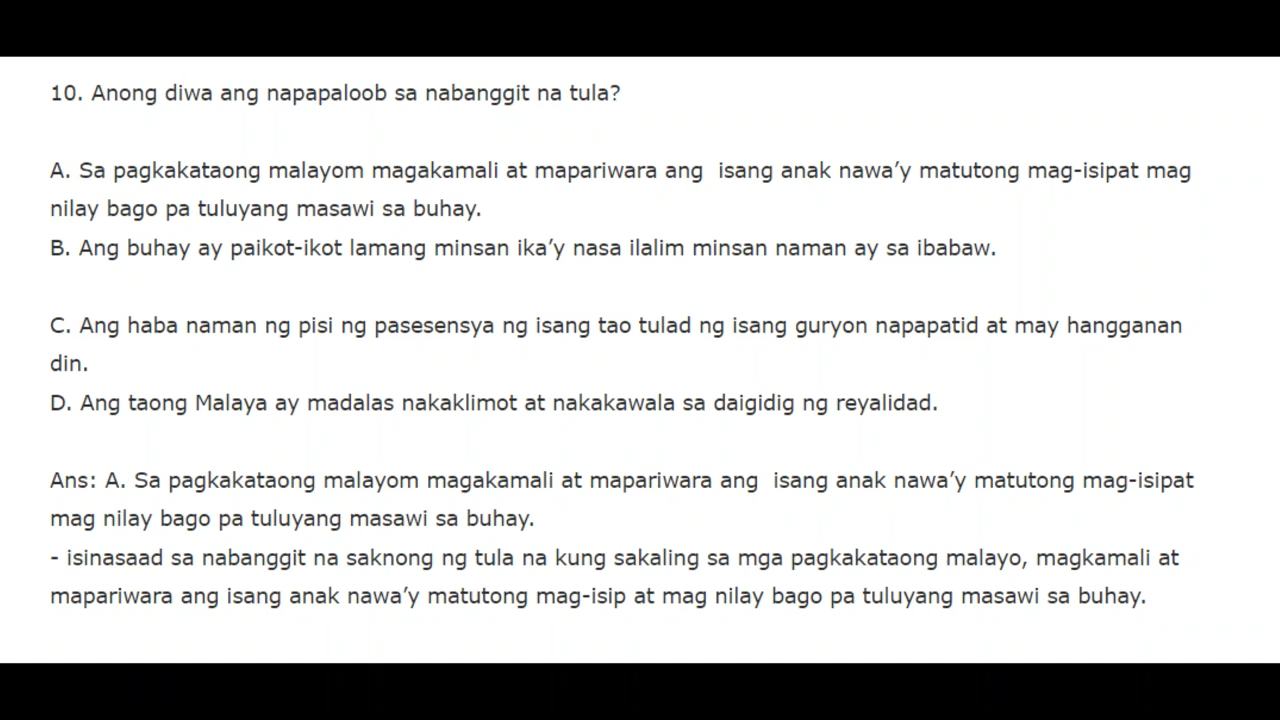 10. Anong diwa ang napapaloob sa nabanggit na tula?
A. Sa pagkakataong malayom magakamali at mapariwara ang  isang anak nawa’y matutong mag-isipat mag
nilay bago pa tuluyang masawi sa buhay.
B. Ang buhay ay paikot-ikot lamang minsan ika’y nasa ilalim minsan naman ay sa ibabaw.
C. Ang haba naman ng pisi ng pasesensya ng isang tao tulad ng isang guryon napapatid at may hangganan
din.
D. Ang taong Malaya ay madalas nakaklimot at nakakawala sa daigidig ng reyalidad.
Ans: A. Sa pagkakataong malayom magakamali at mapariwara ang  isang anak nawa’y matutong mag-isipat
mag nilay bago pa tuluyang masawi sa buhay.
- isinasaad sa nabanggit na saknong ng tula na kung sakaling sa mga pagkakataong malayo, magkamali at
mapariwara ang isang anak nawa’y matutong mag-isip at mag nilay bago pa tuluyang masawi sa buhay.